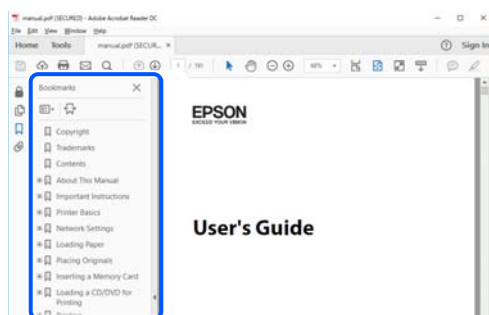 manual.pdf (SECURED) - Adobe Acrobat Reader DC
File Edit View Window Help
Home Tools manual.pdf (SECUR... ×
Sign In
1 / 191
Bookmarks
Copyright
Trademarks
Contents
About This Manual
Important Instructions
Printer Basics
Network Settings
Loading Paper
Placing Originals
Inserting a Memory Card
Loading a CD/DVD for
Printing
EPSON
EXCEED YOUR VISION
User's Guide